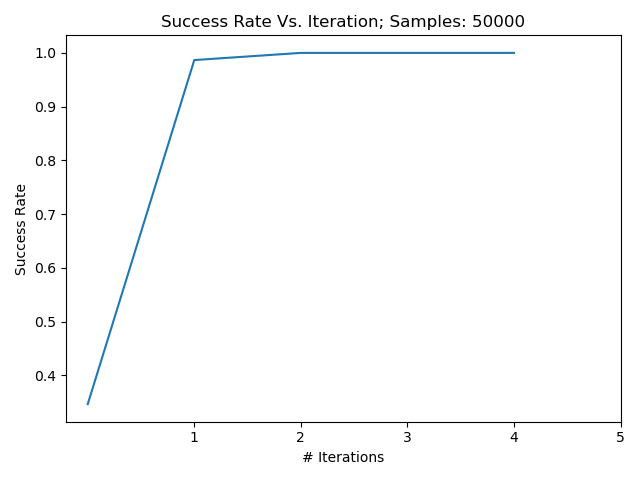 Success Rate Vs. Iteration; Samples: 50000
1.0
0.9
0.8
0.7
0.6
0.5
0.4
Success Rate
1 2 3 4 5
# Iterations